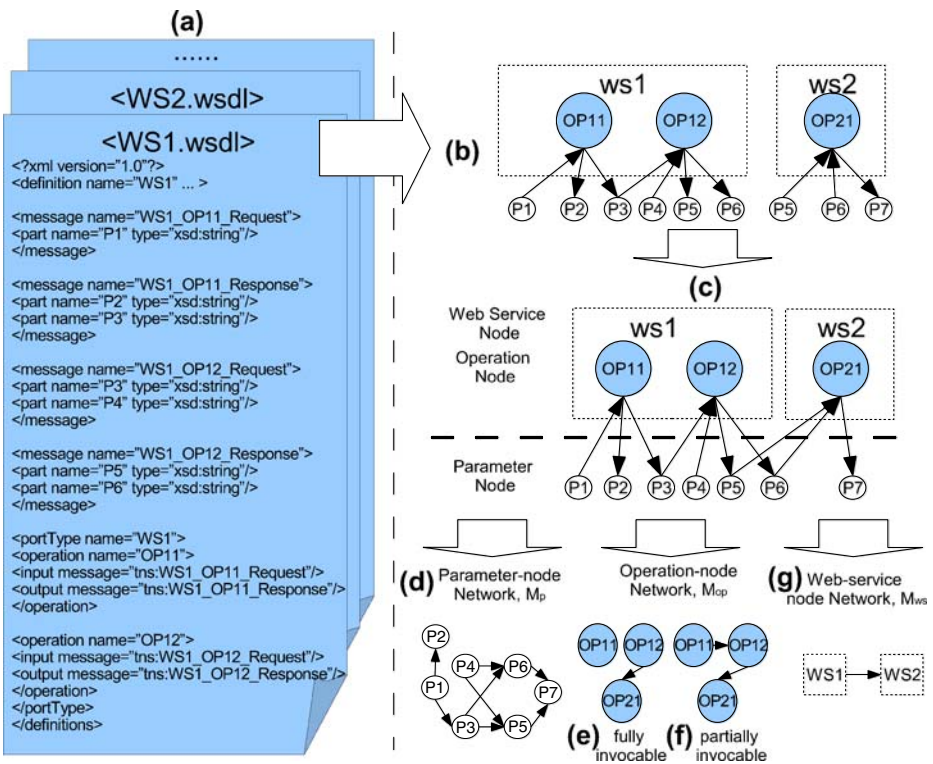 (a)
......
<WS2.wsdl>
<WS1.wsdl>
<?xml version="1.0"?>
<definition name="WS1" ... >
<message name="WS1_OP11_Request">
<part name="P1" type="xsd:string"/>
</message>
<message name="WS1_OP11_Response">
<part name="P2" type="xsd:string"/>
<part name="P3" type="xsd:string"/>
</message>
<message name="WS1_OP12_Request">
<part name="P3" type="xsd:string"/>
<part name="P4" type="xsd:string"/>
</message>
<message name="WS1_OP12_Response">
<part name="P5" type="xsd:string"/>
<part name="P6" type="xsd:string"/>
</message>
<portType name="WS1">
<operation name="OP11">
<input message="tns:WS1_OP11_Request"/>
<output message="tns:WS1_OP11_Response"/>
</operation>
<operation name="OP12">
<input message="tns:WS1_OP12_Request"/>
<output message="tns:WS1_OP12_Response"/>
</operation>
</portType>
</definitions>
(b)
ws1 ws2
OP11 OP12 OP21
P1 P2 P3 P4 P5 P6 P5 P6 P7
(c)
Web Service
Node
ws1 ws2
Operation
Node
OP11 OP12 OP21
Parameter
Node
P1 P2 P3 P4 P5 P6 P7
(d) Parameter-node
Network, Mp
Operation-node
Network, Mop
(g) Web-service
node Network, Mws
P2
P4 P6
P1 P7
P3 P5
OP11 OP12
OP21
(e) fully
invocable
OP11 OP12
OP21
(f) partially
invocable
WS1 WS2